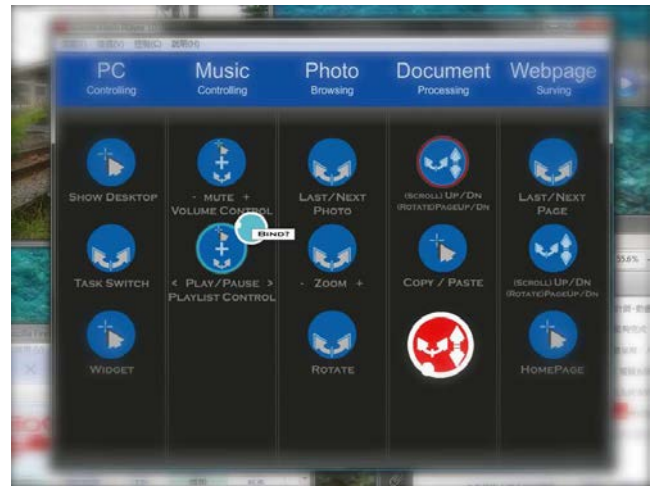 PC
Controlling
Music
Controlling
Photo
Browsing
Document
Processing
Webpage
Surving
SHOW DESKTOP
- MUTE +
VOLUME CONTROL
LAST/NEXT
PHOTO
(SCROLL) UP/DN
(ROTATE)PAGEUP/DN
LAST/NEXT
PAGE
BIND?
TASK SWITCH
< PLAY/PAUSE >
PLAYLIST CONTROL
- ZOOM +
COPY / PASTE
(SCROLL) UP/DN
(ROTATE)PAGEUP/DN
WIDGET
ROTATE
HOMEPAGE
55.6%